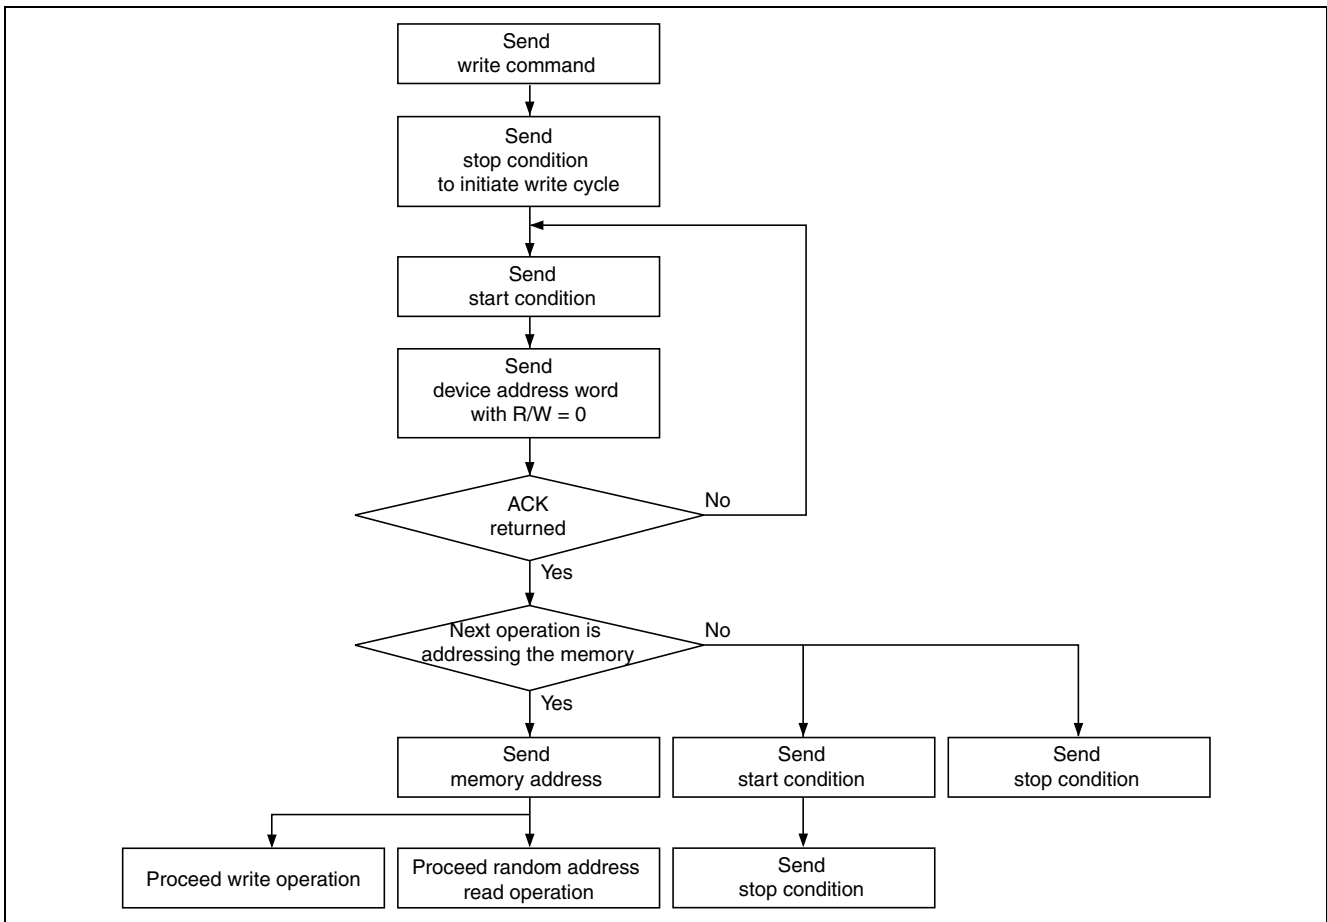 Send
write command
Send
stop condition
to initiate write cycle
Send
start condition
Send
device address word
with R/W = 0
ACK
returned
No
Yes
Next operation is
addressing the memory
No
Yes
Send
memory address
Send
start condition
Send
stop condition
Proceed write operation
Proceed random address
read operation
Send
stop condition